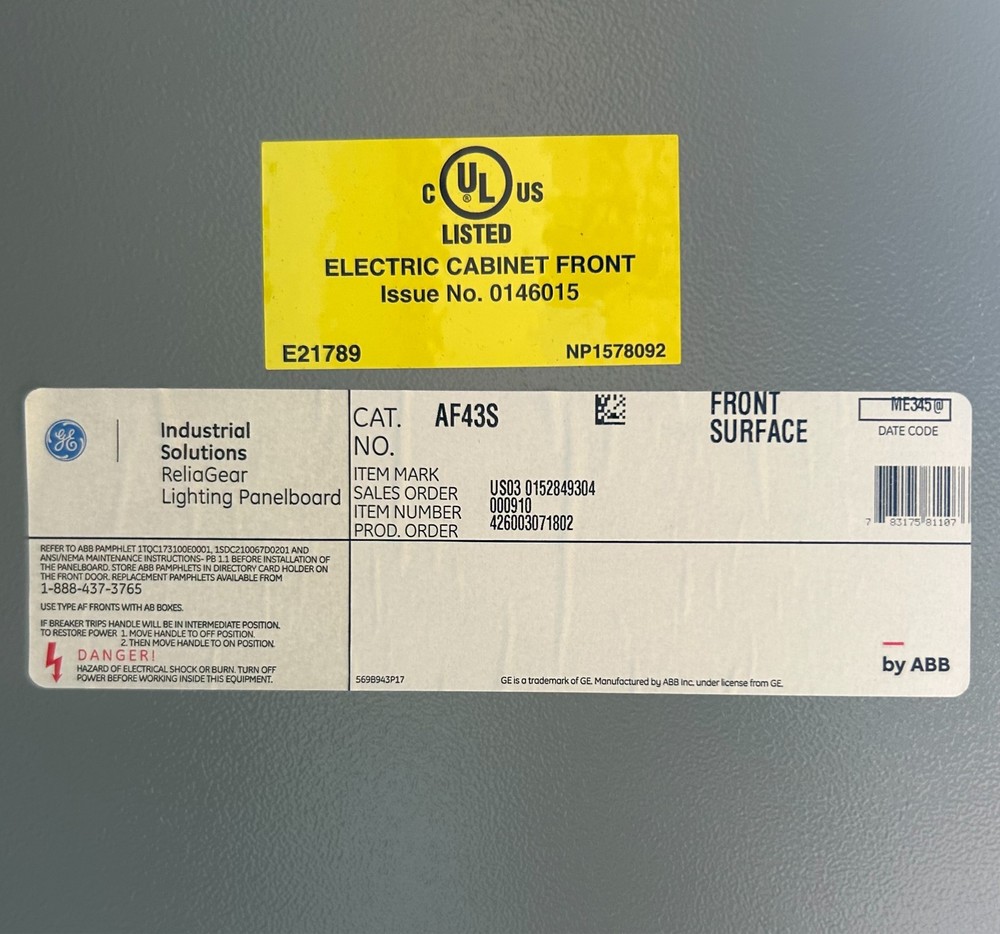 C UL® US
LISTED
ELECTRIC CABINET FRONT
Issue No. 0146015
E21789 NP1578092
GE
Industrial
Solutions
ReliaGear
Lighting Panelboard
CAT.
NO.
AF43S
FRONT
SURFACE
ME345@
DATE CODE
ITEM MARK
SALES ORDER US03 0152849304
ITEM NUMBER 000910
PROD. ORDER 426003071802
7 83175 81107
REFER TO ABB PAMPHLET 1TQC173100E0001, 1SDC210067D0201 AND
ANSI/NEMA MAINTENANCE INSTRUCTIONS- PB 1.1 BEFORE INSTALLATION OF
THE PANELBOARD. STORE ABB PAMPHLETS IN DIRECTORY CARD HOLDER ON
THE FRONT DOOR. REPLACEMENT PAMPHLETS AVAILABLE FROM
1-888-437-3765
USE TYPE AF FRONTS WITH AB BOXES.
IF BREAKER TRIPS HANDLE WILL BE IN INTERMEDIATE POSITION.
TO RESTORE POWER 1. MOVE HANDLE TO OFF POSITION.
2. THEN MOVE HANDLE TO ON POSITION.
DANGER!
HAZARD OF ELECTRICAL SHOCK OR BURN. TURN OFF
POWER BEFORE WORKING INSIDE THIS EQUIPMENT.
569B943P17
GE is a trademark of GE. Manufactured by ABB Inc. under license from GE.
by ABB